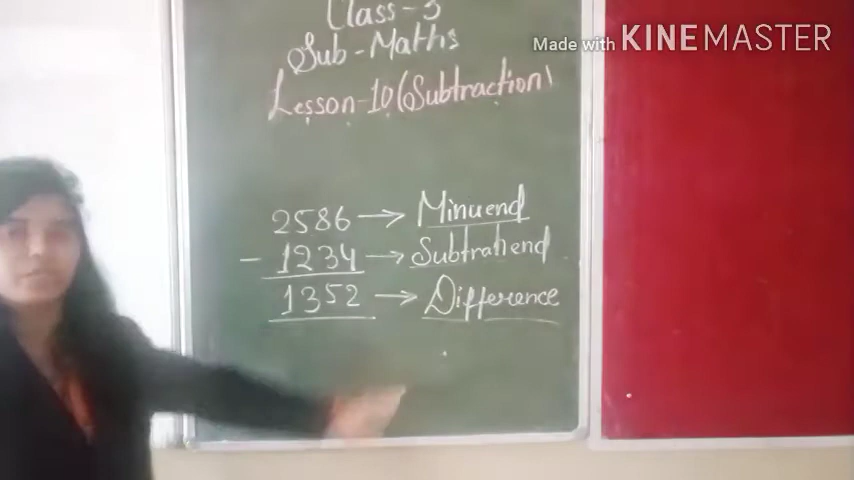 Class-3
Sub-Maths
Made with KINEMASTER
Lesson-10(Subtraction)
2586 → Minuend
- 1234 → Subtrahend
1352 → Difference